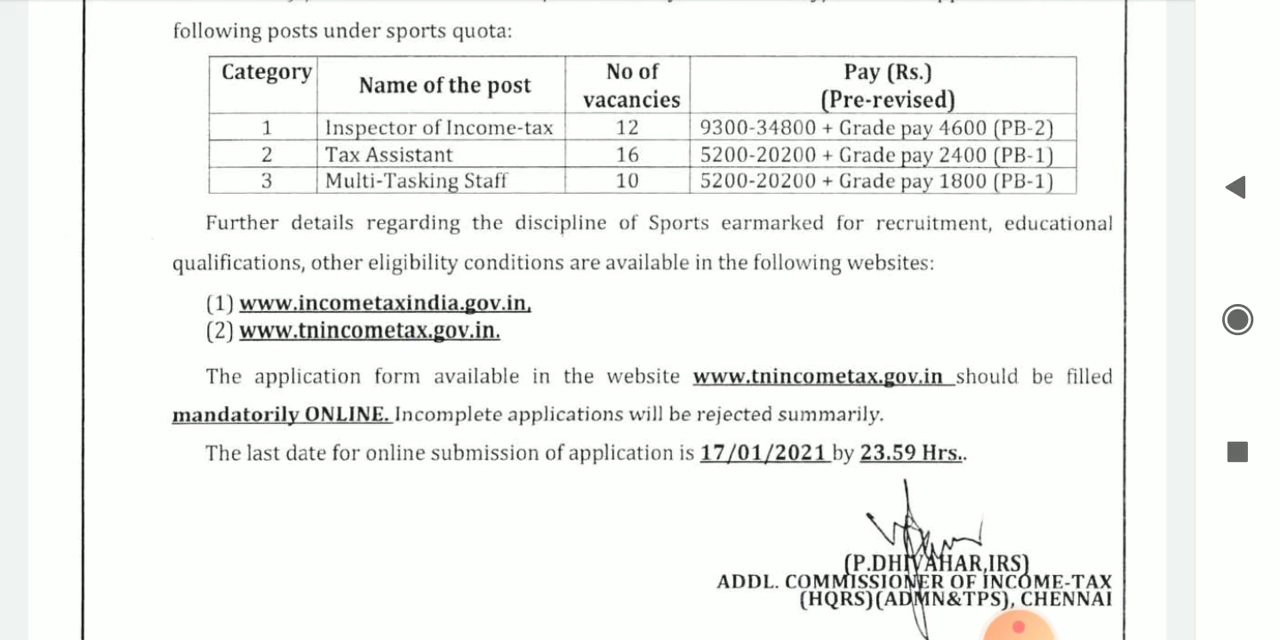 following posts under sports quota:
Category Name of the post No of vacancies Pay (Rs.) (Pre-revised)
1 Inspector of Income-tax 12 9300-34800 + Grade pay 4600 (PB-2)
2 Tax Assistant 16 5200-20200 + Grade pay 2400 (PB-1)
3 Multi-Tasking Staff 10 5200-20200 + Grade pay 1800 (PB-1)
Further details regarding the discipline of Sports earmarked for recruitment, educational
qualifications, other eligibility conditions are available in the following websites:
(1) www.incometaxindia.gov.in,
(2) www.tnincometax.gov.in.
The application form available in the website www.tnincometax.gov.in should be filled
mandatorily ONLINE. Incomplete applications will be rejected summarily.
The last date for online submission of application is 17/01/2021 by 23.59 Hrs..
(P.DHIVAHAR,IRS)
ADDL. COMMISSIONER OF INCOME-TAX
(HQRS)(ADMN&TPS), CHENNAI